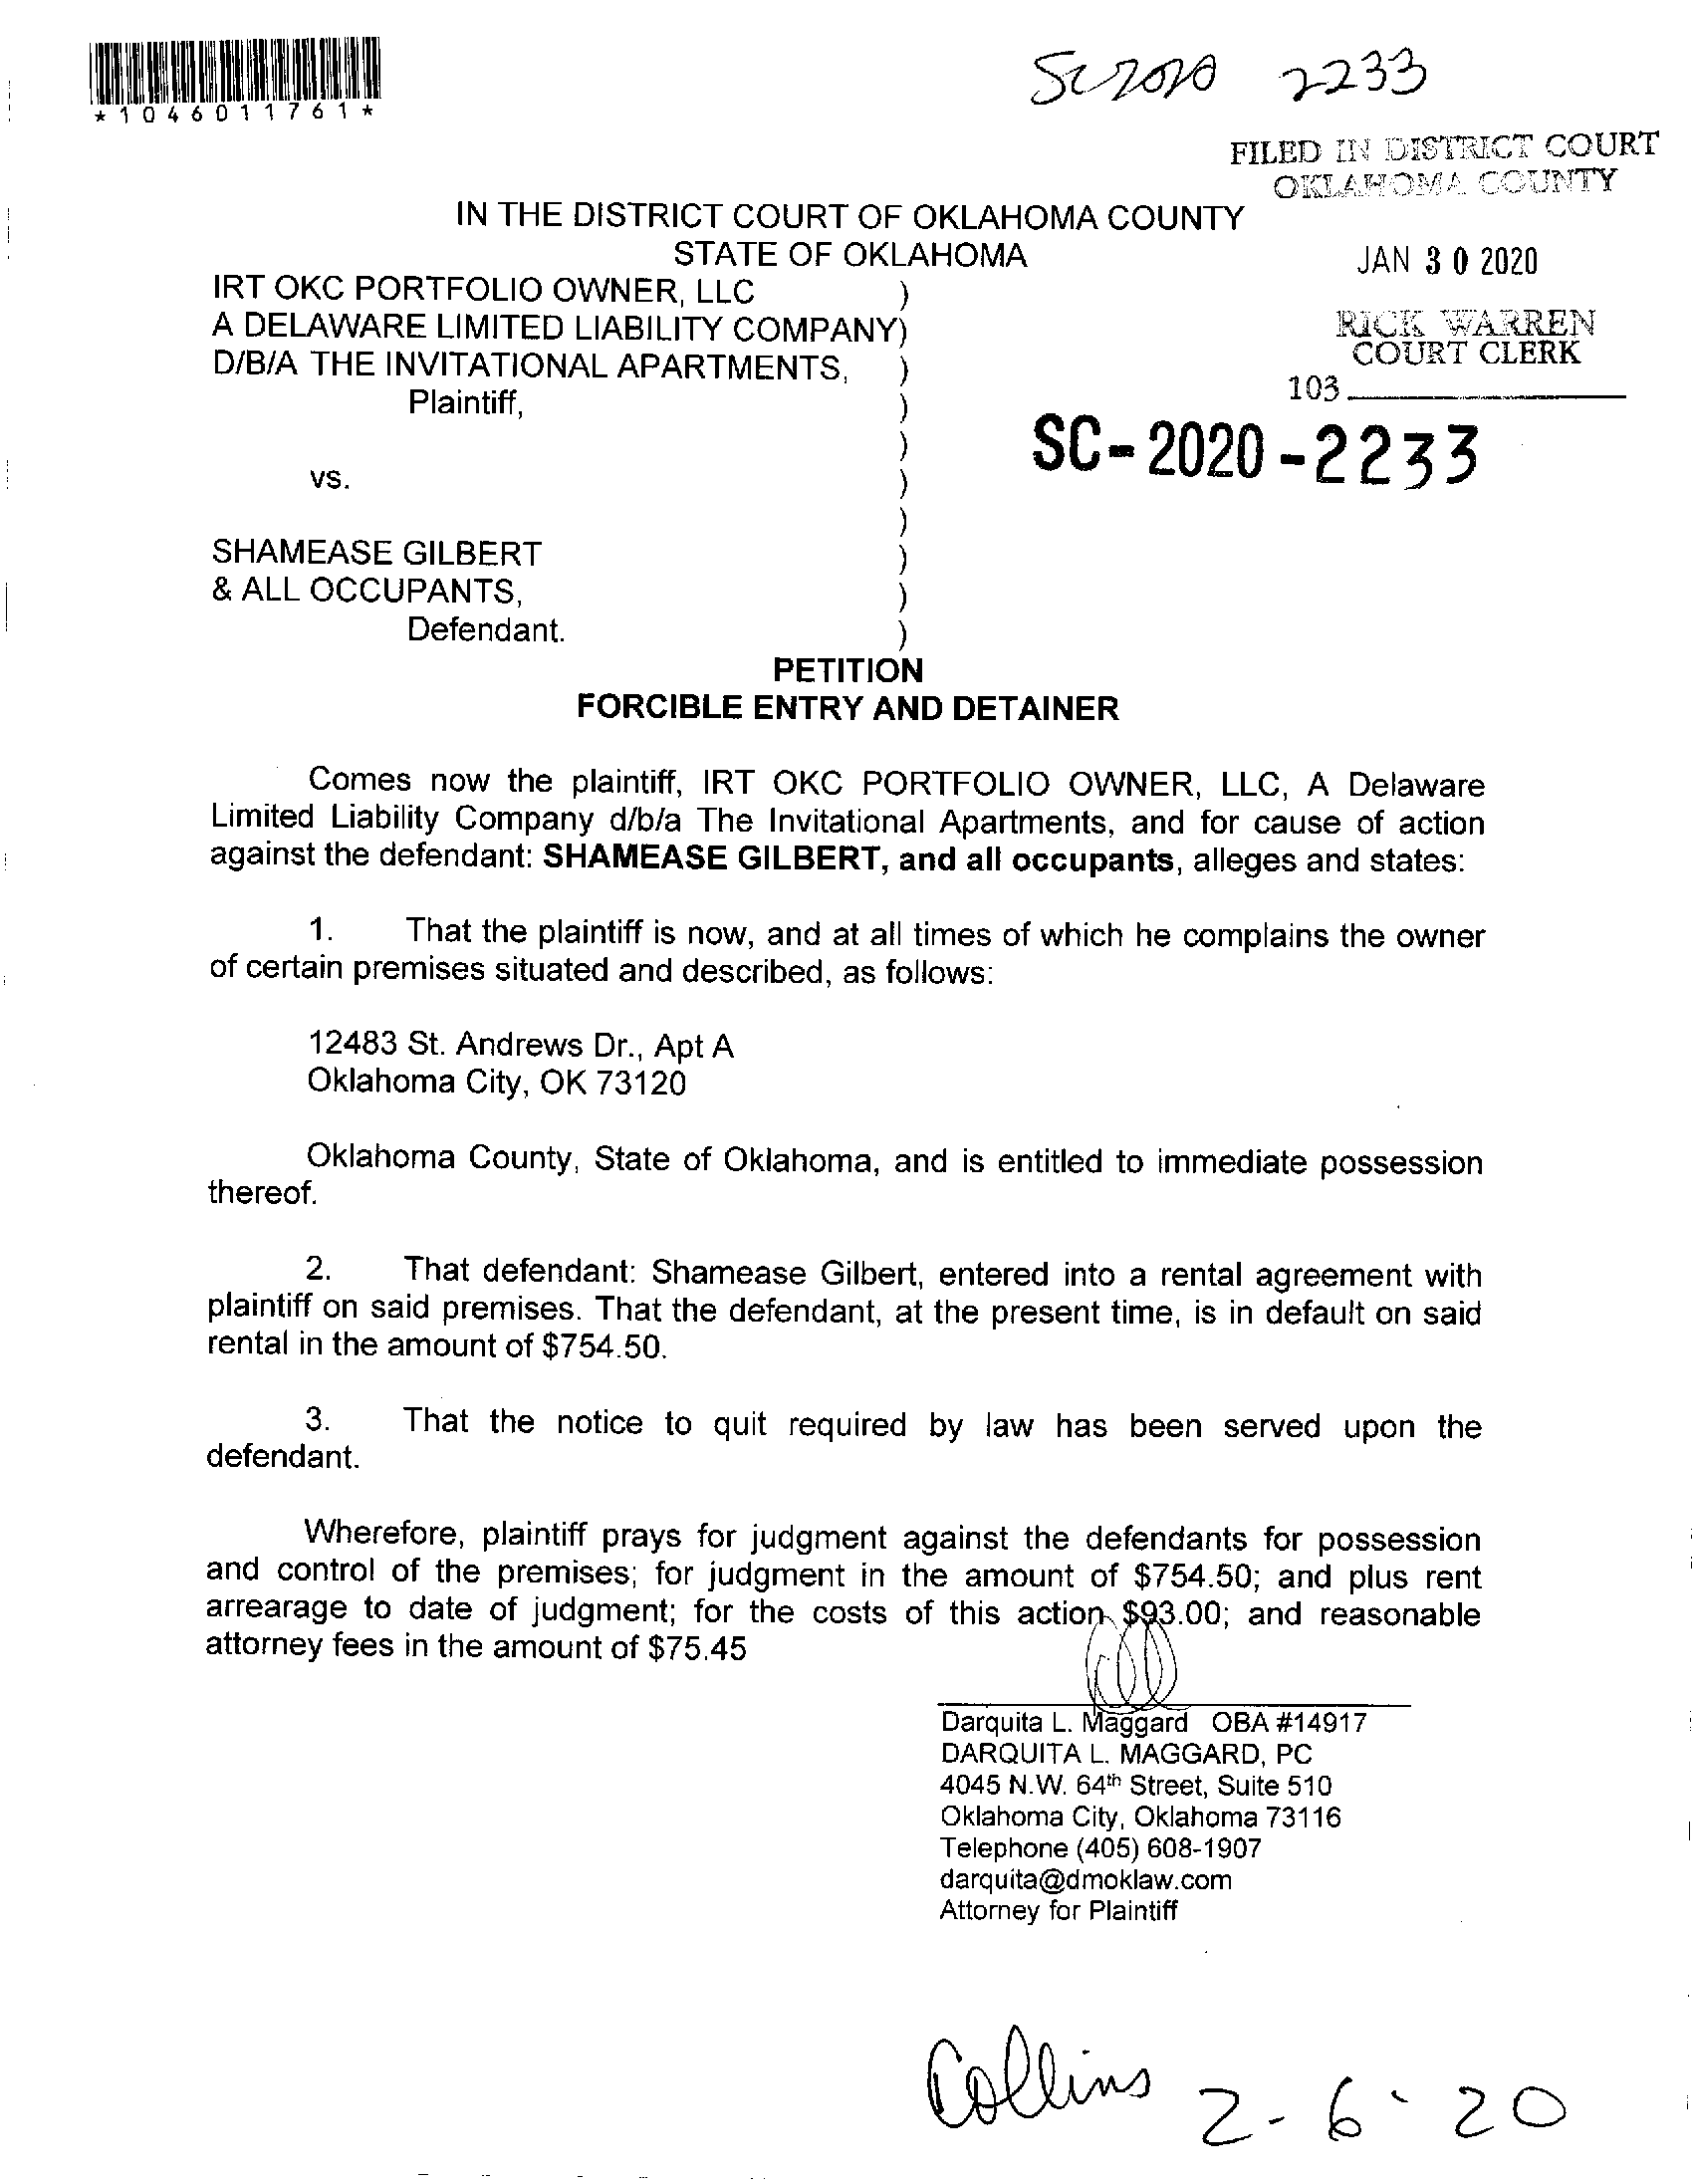 *1046011761*
SC2020 2233
FILED IN DISTRICT COURT
OKLAHOMA COUNTY
IN THE DISTRICT COURT OF OKLAHOMA COUNTY
STATE OF OKLAHOMA
JAN 30 2020
IRT OKC PORTFOLIO OWNER, LLC )
A DELAWARE LIMITED LIABILITY COMPANY)
D/B/A THE INVITATIONAL APARTMENTS, )
Plaintiff, )
RICK WARREN
COURT CLERK
103
)
SC-2020-2233
vs. )
)
SHAMEASE GILBERT )
& ALL OCCUPANTS, )
Defendant. )
PETITION
FORCIBLE ENTRY AND DETAINER
Comes now the plaintiff, IRT OKC PORTFOLIO OWNER, LLC, A Delaware
Limited Liability Company d/b/a The Invitational Apartments, and for cause of action
against the defendant: SHAMEASE GILBERT, and all occupants, alleges and states:
1. That the plaintiff is now, and at all times of which he complains the owner
of certain premises situated and described, as follows:
12483 St. Andrews Dr., Apt A
Oklahoma City, OK 73120
Oklahoma County, State of Oklahoma, and is entitled to immediate possession
thereof.
2. That defendant: Shamease Gilbert, entered into a rental agreement with
plaintiff on said premises. That the defendant, at the present time, is in default on said
rental in the amount of $754.50.
3. That the notice to quit required by law has been served upon the
defendant.
Wherefore, plaintiff prays for judgment against the defendants for possession
and control of the premises; for judgment in the amount of $754.50; and plus rent
arrearage to date of judgment; for the costs of this action, $93.00; and reasonable
attorney fees in the amount of $75.45
Darquita L. Maggard OBA #14917
DARQUITA L. MAGGARD, PC
4045 N.W. 64th Street, Suite 510
Oklahoma City, Oklahoma 73116
Telephone (405) 608-1907
darquita@dmoklaw.com
Attorney for Plaintiff
Collins 2-6-20